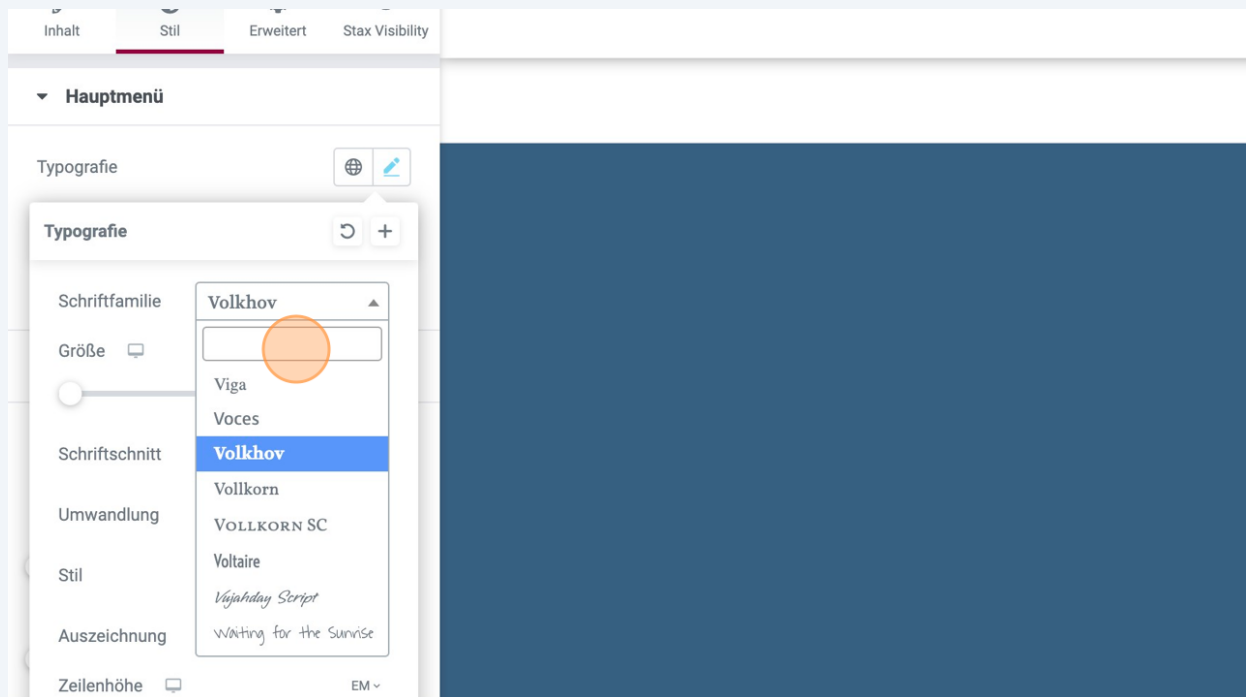 Inhalt Stil Erweitert Stax Visibility
Hauptmenü
Typografie
Typografie
Schriftfamilie Volkhov
Größe
Viga
Voces
Schriftschnitt Volkhov
Vollkorn
Umwandlung
Vollkorn SC
Voltaire
Stil
Vujahday Script
Auszeichnung Waiting for the Sunrise
Zeilenhöhe EM